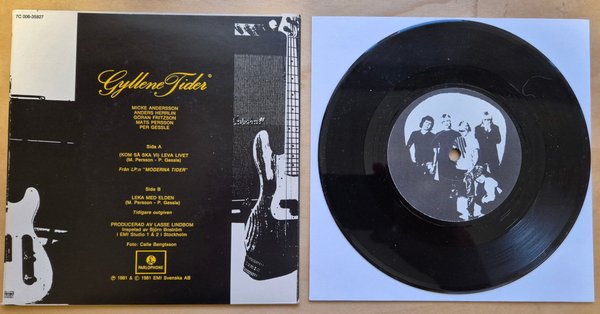 7C 006-35827
Gyllene Tider
MICKE ANDERSSON
ANDERS HERRLIN
GÖRAN FRITZSON
MATS PERSSON
PER GESSLE
Sida A
(KOM SÅ SKA VI) LEVA LIVET
(M. Persson - P. Gessle)
Från LP:n "MODERNA TIDER"
Sida B
LEKA MED ELDEN
(M. Persson - P. Gessle)
Tidigare outgiven
PRODUCERAD AV LASSE LINDBOM
Inspelad av Björn Boström
i EMI Studio 1 & 2 i Stockholm
Foto: Calle Bengtsson
PARLOPHONE
℗ 1981 & © 1981 EMI Svenska AB